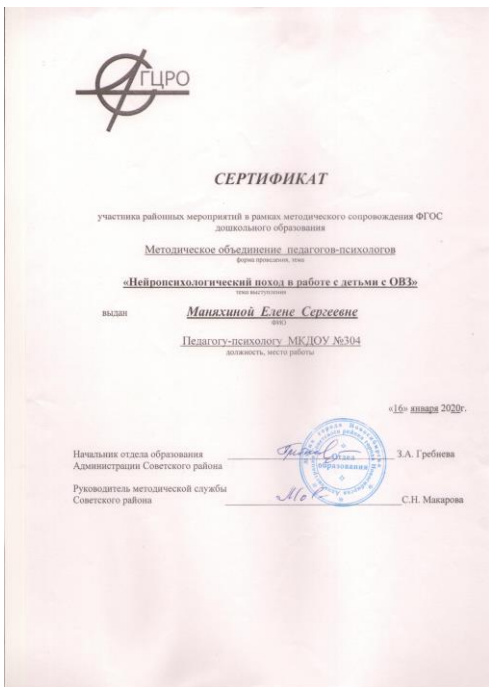 ГЦРО
СЕРТИФИКАТ
участника районных мероприятий в рамках методического сопровождения ФГОС
дошкольного образования
Методическое объединение педагогов-психологов
форма проведения, тема
«Нейропсихологический поход в работе с детьми с ОВЗ»
тема выступления
выдан Маняхиной Елене Сергеевне
ФИО
Педагогу-психологу МКДОУ №304
должность, место работы
«16» января 2020г.
Начальник отдела образования
Администрации Советского района З.А. Гребнева
Отдел
образования
Руководитель методической службы
Советского района С.Н. Макарова